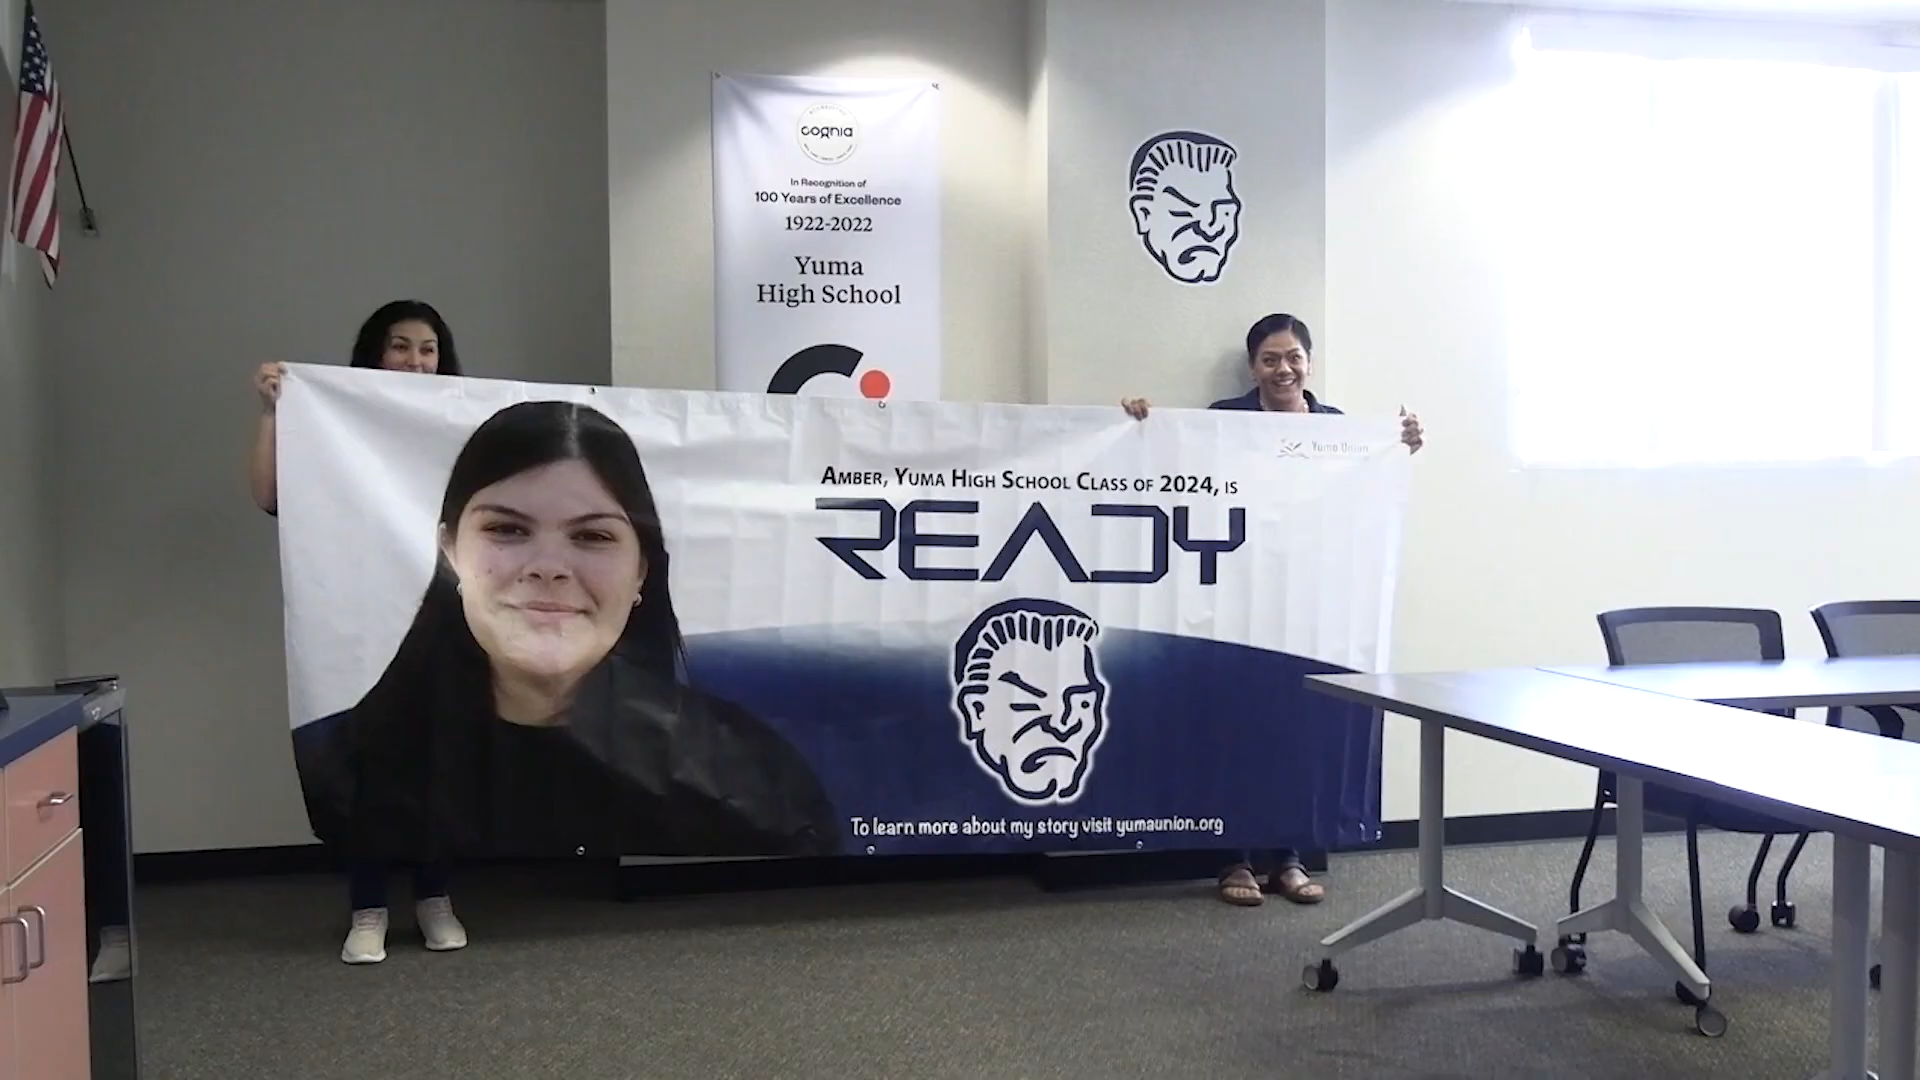 cognia
In Recognition of
100 Years of Excellence
1922-2022
Yuma
High School
Yuma Union
AMBER, YUMA HIGH SCHOOL CLASS OF 2024, IS
READY
To learn more about my story visit yumaunion.org